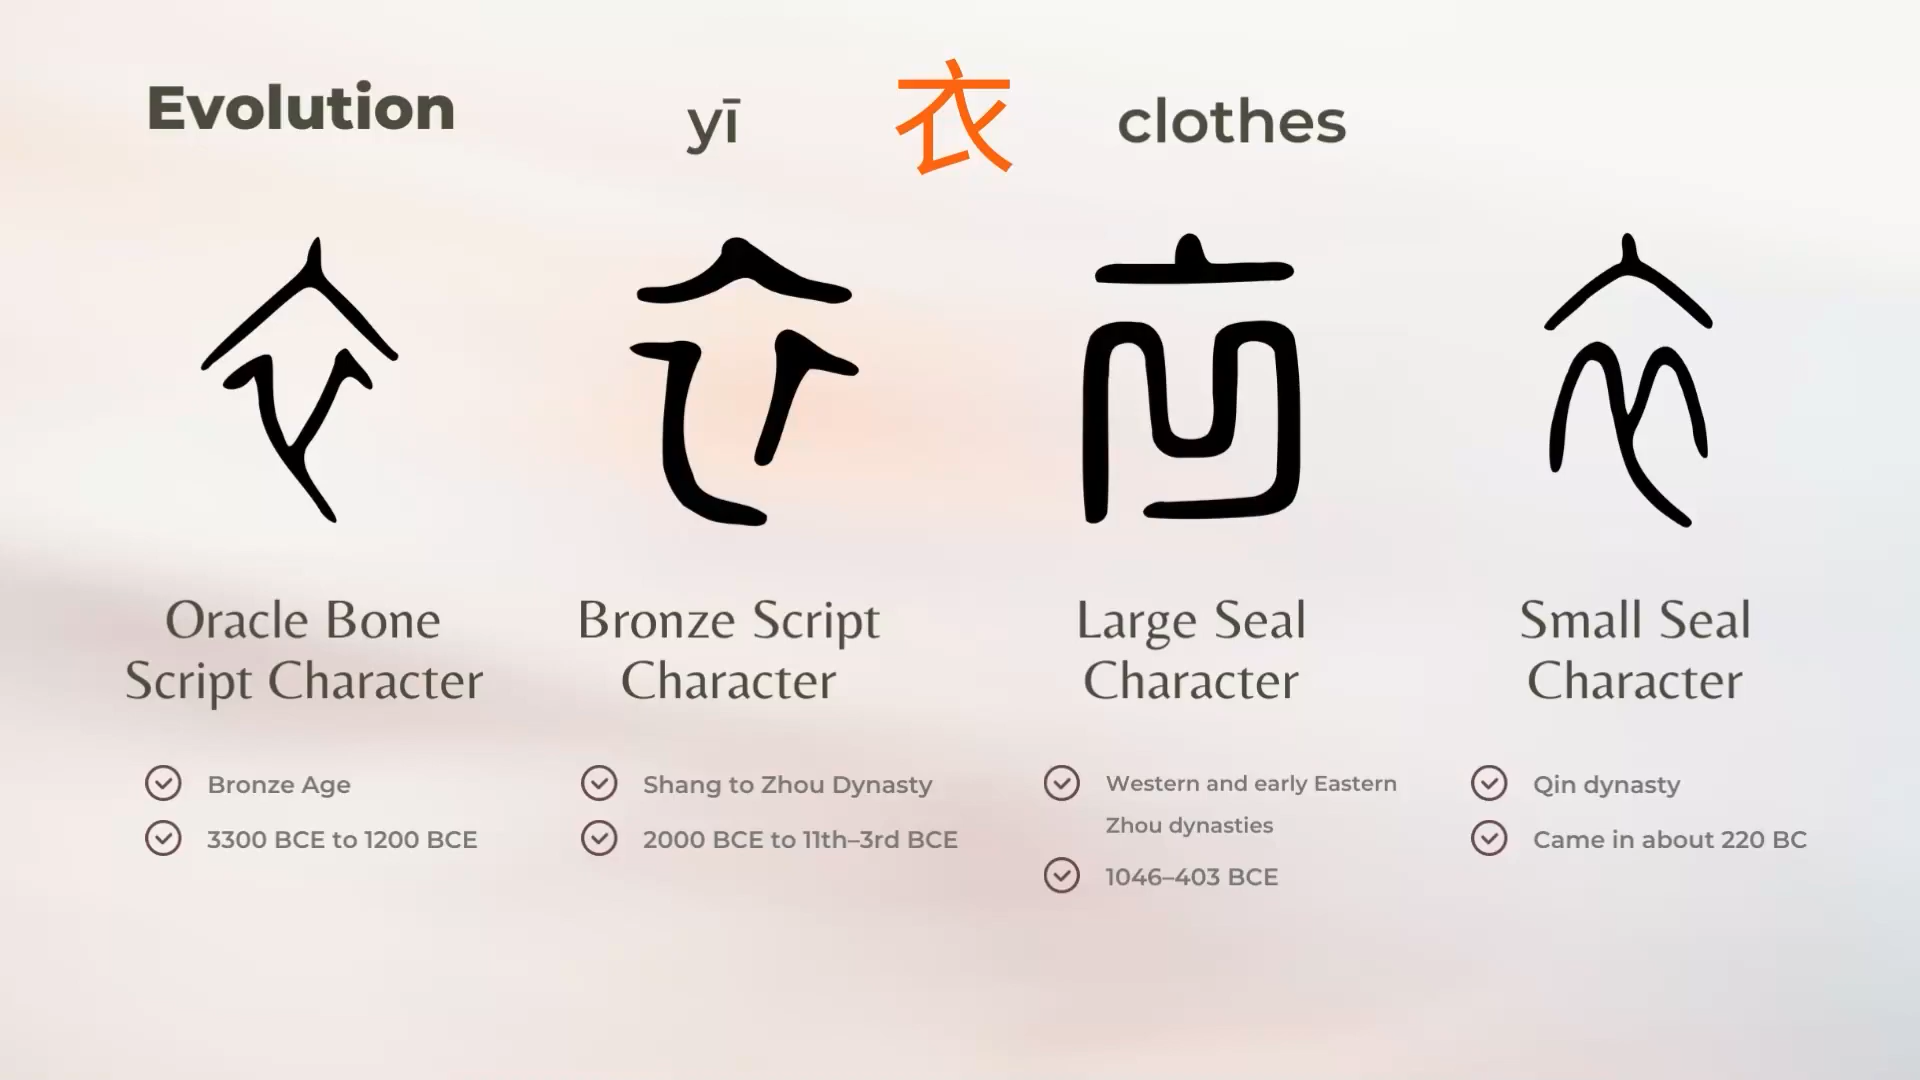 Evolution
yī 衣 clothes
Oracle Bone
Script Character
Bronze Age
3300 BCE to 1200 BCE
Bronze Script
Character
Shang to Zhou Dynasty
2000 BCE to 11th–3rd BCE
Large Seal
Character
Western and early Eastern
Zhou dynasties
1046–403 BCE
Small Seal
Character
Qin dynasty
Came in about 220 BC